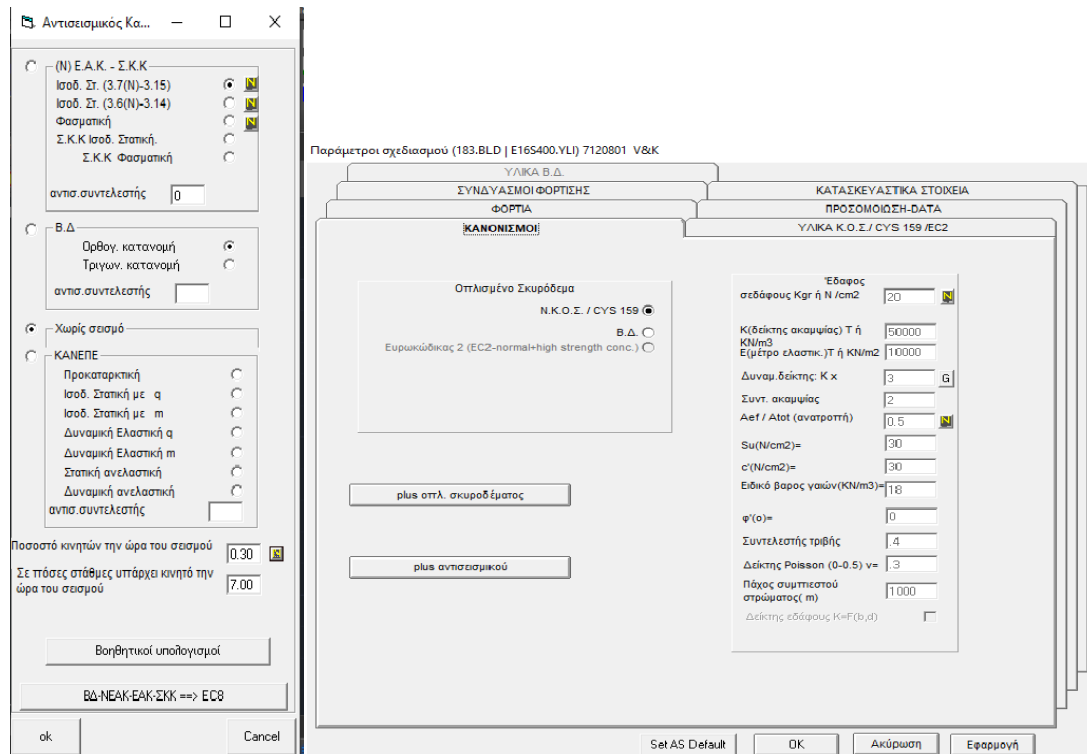 Αντισεισμικός Κα...
(Ν) Ε.Α.Κ. - Σ.Κ.Κ
Ισοδ. Στ. (3.7(Ν)-3.15)
Ισοδ. Στ. (3.6(Ν)-3.14)
Φασματική
Σ.Κ.Κ Ισοδ. Στατική.
Σ.Κ.Κ Φασματική
αντισ.συντελεστής 0
Β.Δ
Ορθογ. κατανομή
Τριγων. κατανομή
αντισ.συντελεστής
Χωρίς σεισμό
ΚΑΝΕΠΕ
Προκαταρκτική
Ισοδ. Στατική με q
Ισοδ. Στατική με m
Δυναμική Ελαστική q
Δυναμική Ελαστική m
Στατική ανελαστική
Δυναμική ανελαστική
αντισ.συντελεστής
Ποσοστό κινητών την ώρα του σεισμού 0.30
Σε πόσες στάθμες υπάρχει κινητό την
ώρα του σεισμού 7.00
Βοηθητικοί υπολογισμοί
ΒΔ-ΝΕΑΚ-ΕΑΚ-ΣΚΚ ==> EC8
ok Cancel
Παράμετροι σχεδιασμού (183.BLD | E16S400.YLI) 7120801 V&K
ΥΛΙΚΑ Β.Δ.
ΣΥΝΔΥΑΣΜΟΙ ΦΟΡΤΙΣΗΣ ΚΑΤΑΣΚΕΥΑΣΤΙΚΑ ΣΤΟΙΧΕΙΑ
ΦΟΡΤΙΑ ΠΡΟΣΟΜΟΙΩΣΗ-DATA
ΚΑΝΟΝΙΣΜΟΙ ΥΛΙΚΑ Κ.Ο.Σ./ CYS 159 /EC2
Οπλισμένο Σκυρόδεμα
Ν.Κ.Ο.Σ. / CYS 159
Β.Δ.
Ευρωκώδικας 2 (EC2-normal+high strength conc.)
plus οπλ. σκυροδέματος
plus αντισεισμικού
Έδαφος
σεδάφους Kgr ή N /cm2 20
Κ(δείκτης ακαμψίας) Τ ή
KN/m3 50000
Ε(μέτρο ελαστικ.)Τ ή KN/m2 10000
Δυναμ.δείκτης: Κ x 3 G
Συντ. ακαμψίας 2
Aef / Atot (ανατροπή) 0.5
Su(N/cm2)= 30
c'(N/cm2)= 30
Ειδικό βαρος γαιών(KN/m3)= 18
φ'(ο)= 0
Συντελεστής τριβής .4
Δείκτης Poisson (0-0.5) v= .3
Πάχος συμπιεστού
στρώματος( m) 1000
Δείκτης εδάφους K=F(b,d)
Set AS Default OK Ακύρωση Εφαρμογή